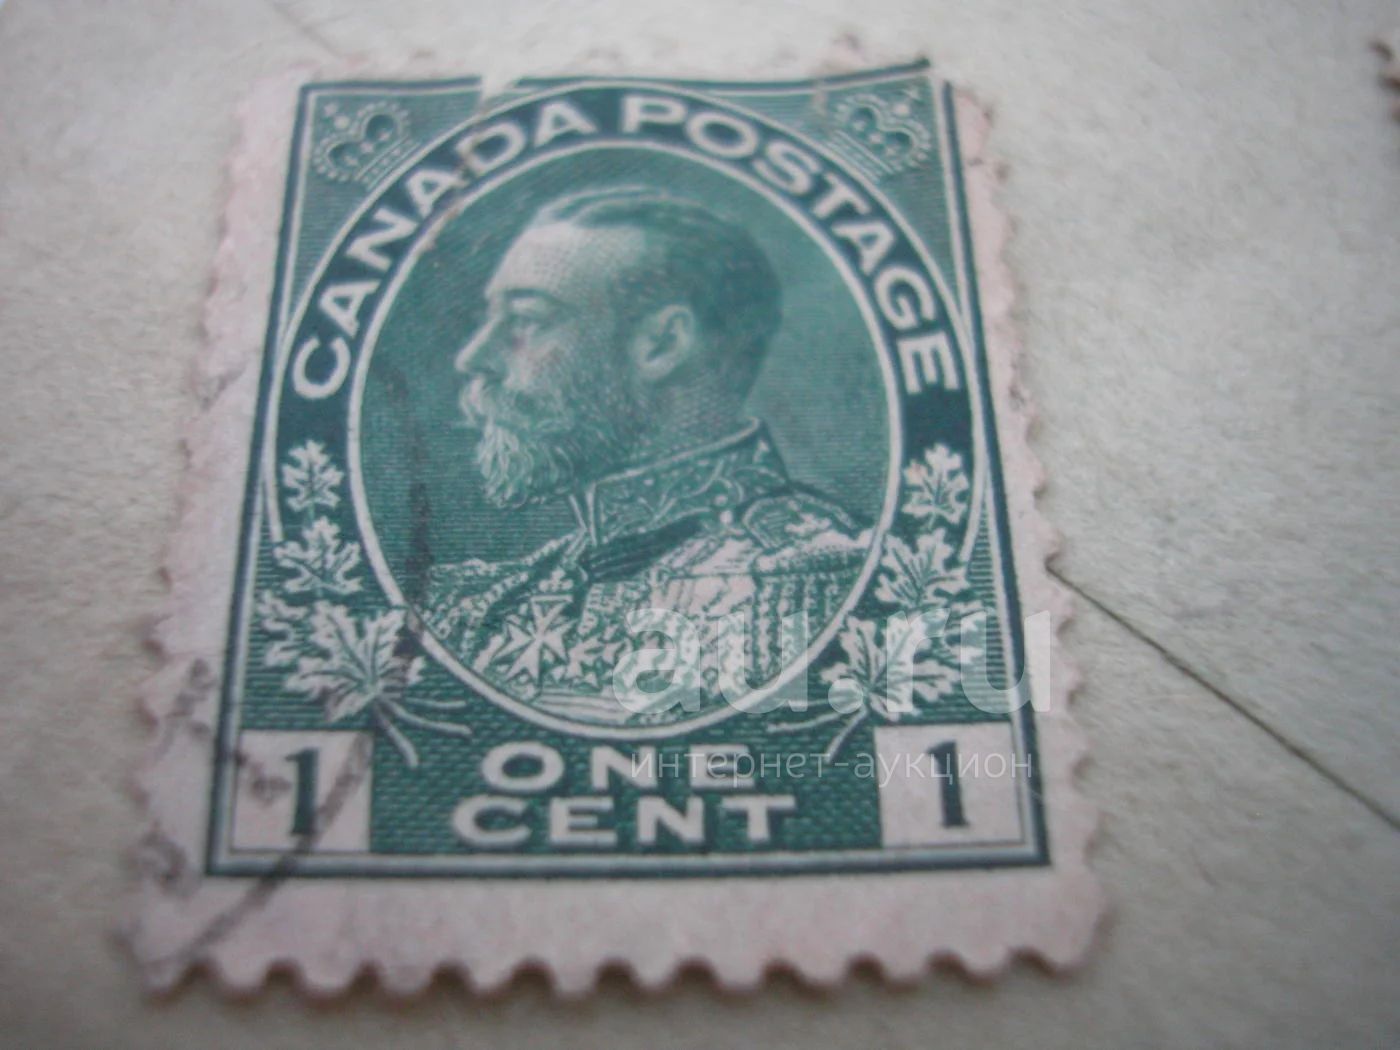 CANADA POSTAGE
au.ru
интернет-аукцион
1 ONE CENT 1